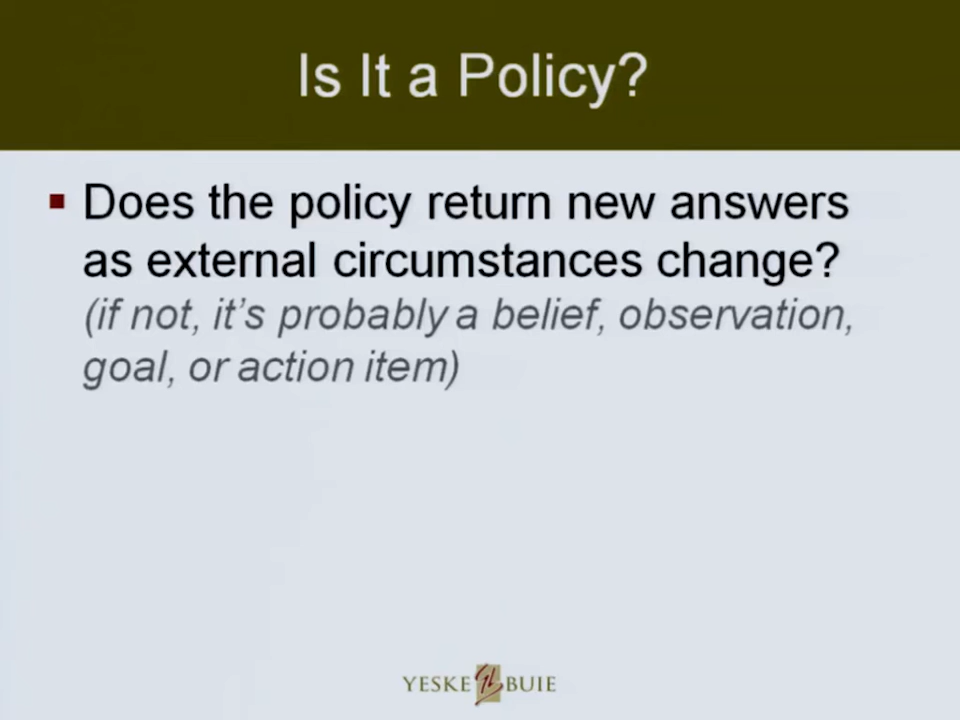 Is It a Policy?
Does the policy return new answers
as external circumstances change?
(if not, it's probably a belief, observation,
goal, or action item)
YESKE BUIE